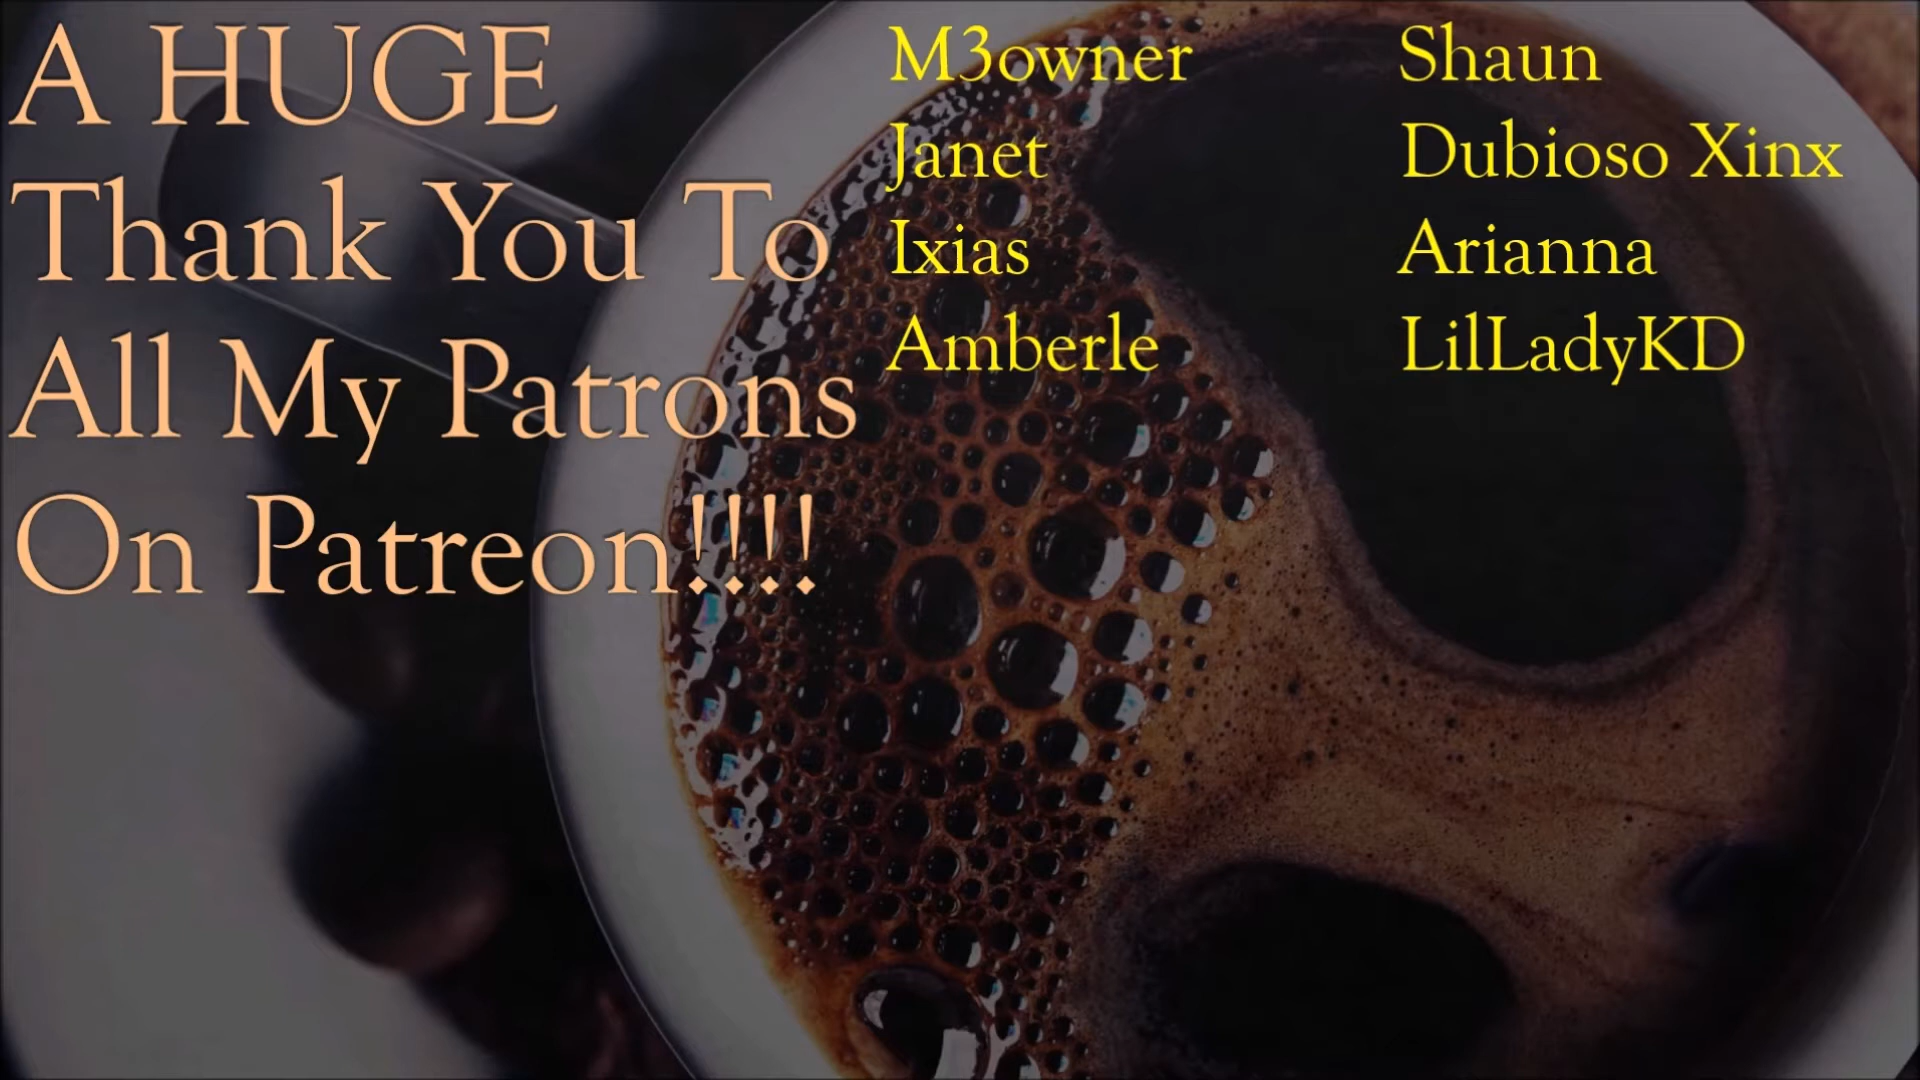 A HUGE
Thank You To
All My Patrons
On Patreon!!!!
M3owner
Janet
Ixias
Amberle
Shaun
Dubioso Xinx
Arianna
LilLadyKD